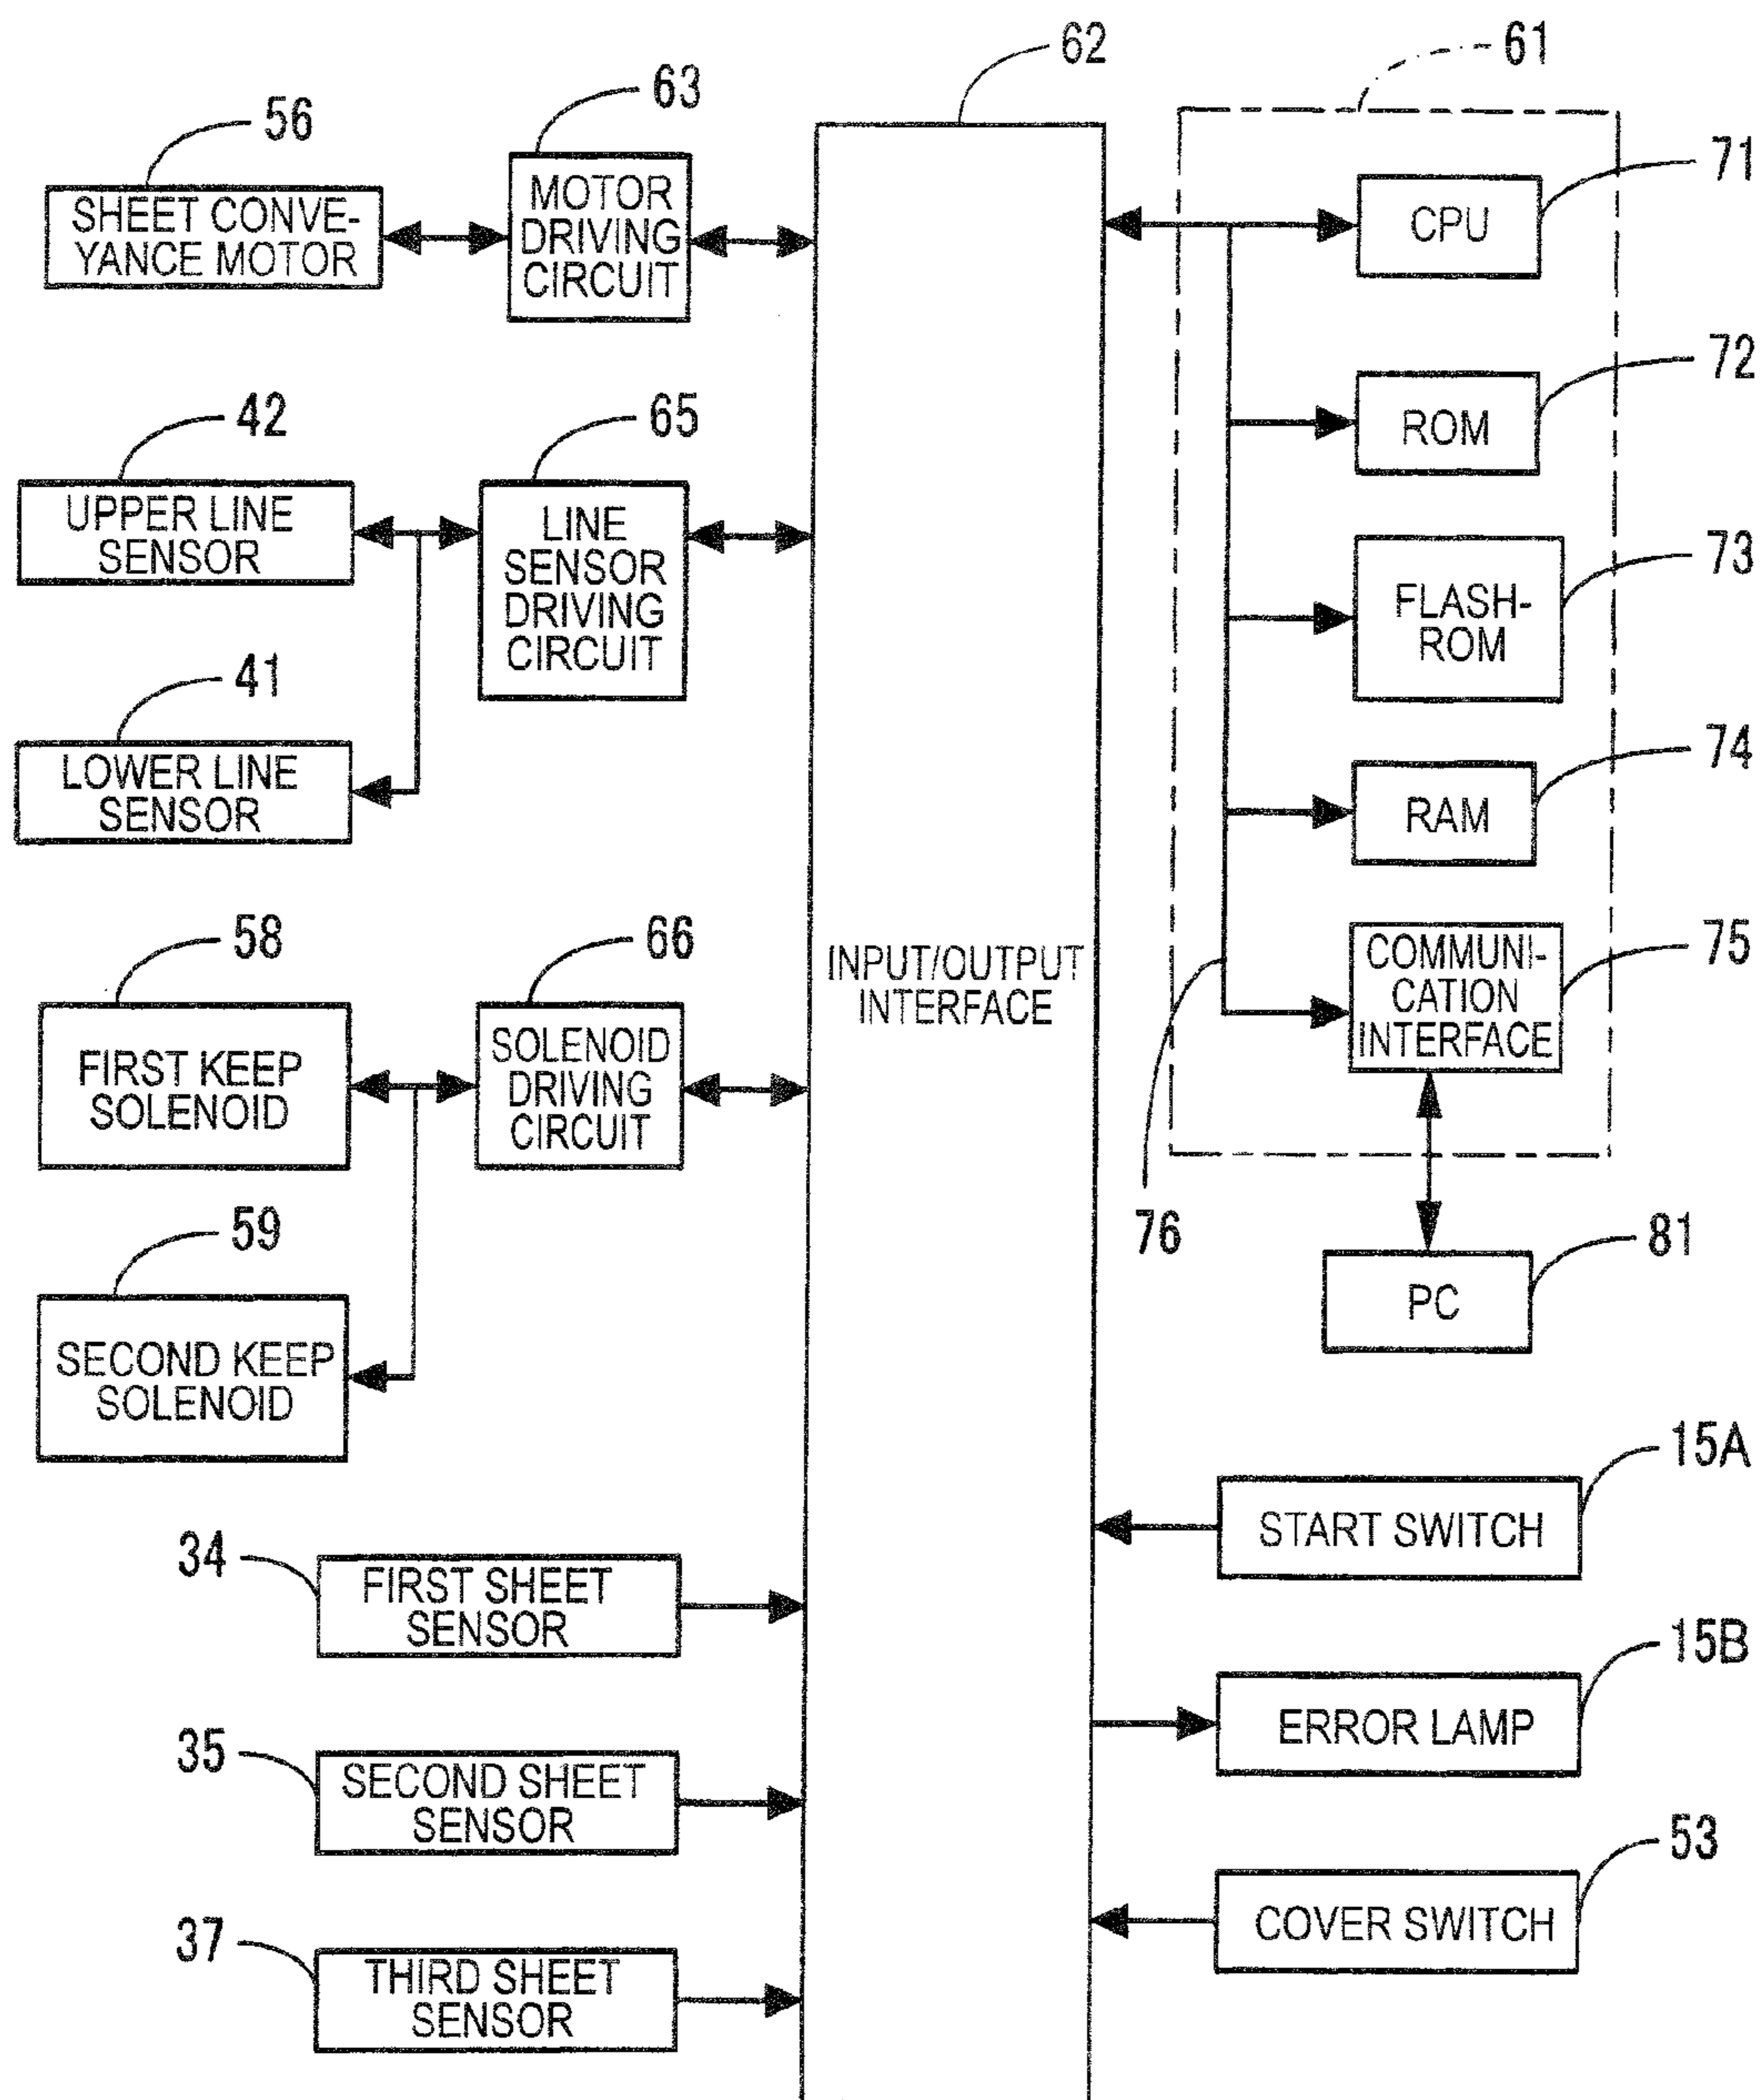 62
61
63
56
MOTOR
DRIVING
CIRCUIT
SHEET CONVE-
YANCE MOTOR
71
CPU
72
ROM
42
65
UPPER LINE
SENSOR
LINE
SENSOR
DRIVING
CIRCUIT
73
FLASH-
ROM
41
LOWER LINE
SENSOR
74
RAM
58
66
FIRST KEEP
SOLENOID
SOLENOID
DRIVING
CIRCUIT
INPUT/OUTPUT
INTERFACE
75
COMMUNI-
CATION
INTERFACE
76
81
PC
59
SECOND KEEP
SOLENOID
15A
START SWITCH
34
FIRST SHEET
SENSOR
15B
ERROR LAMP
35
SECOND SHEET
SENSOR
53
COVER SWITCH
37
THIRD SHEET
SENSOR